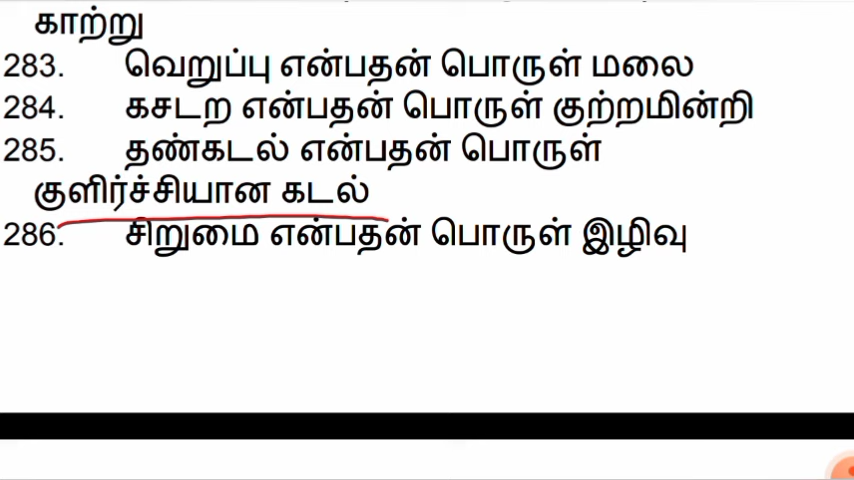 காற்று
283. வெறுப்பு என்பதன் பொருள் மலை
284. கசடற என்பதன் பொருள் குற்றமின்றி
285. தண்கடல் என்பதன் பொருள்
குளிர்ச்சியான கடல்
286. சிறுமை என்பதன் பொருள் இழிவு